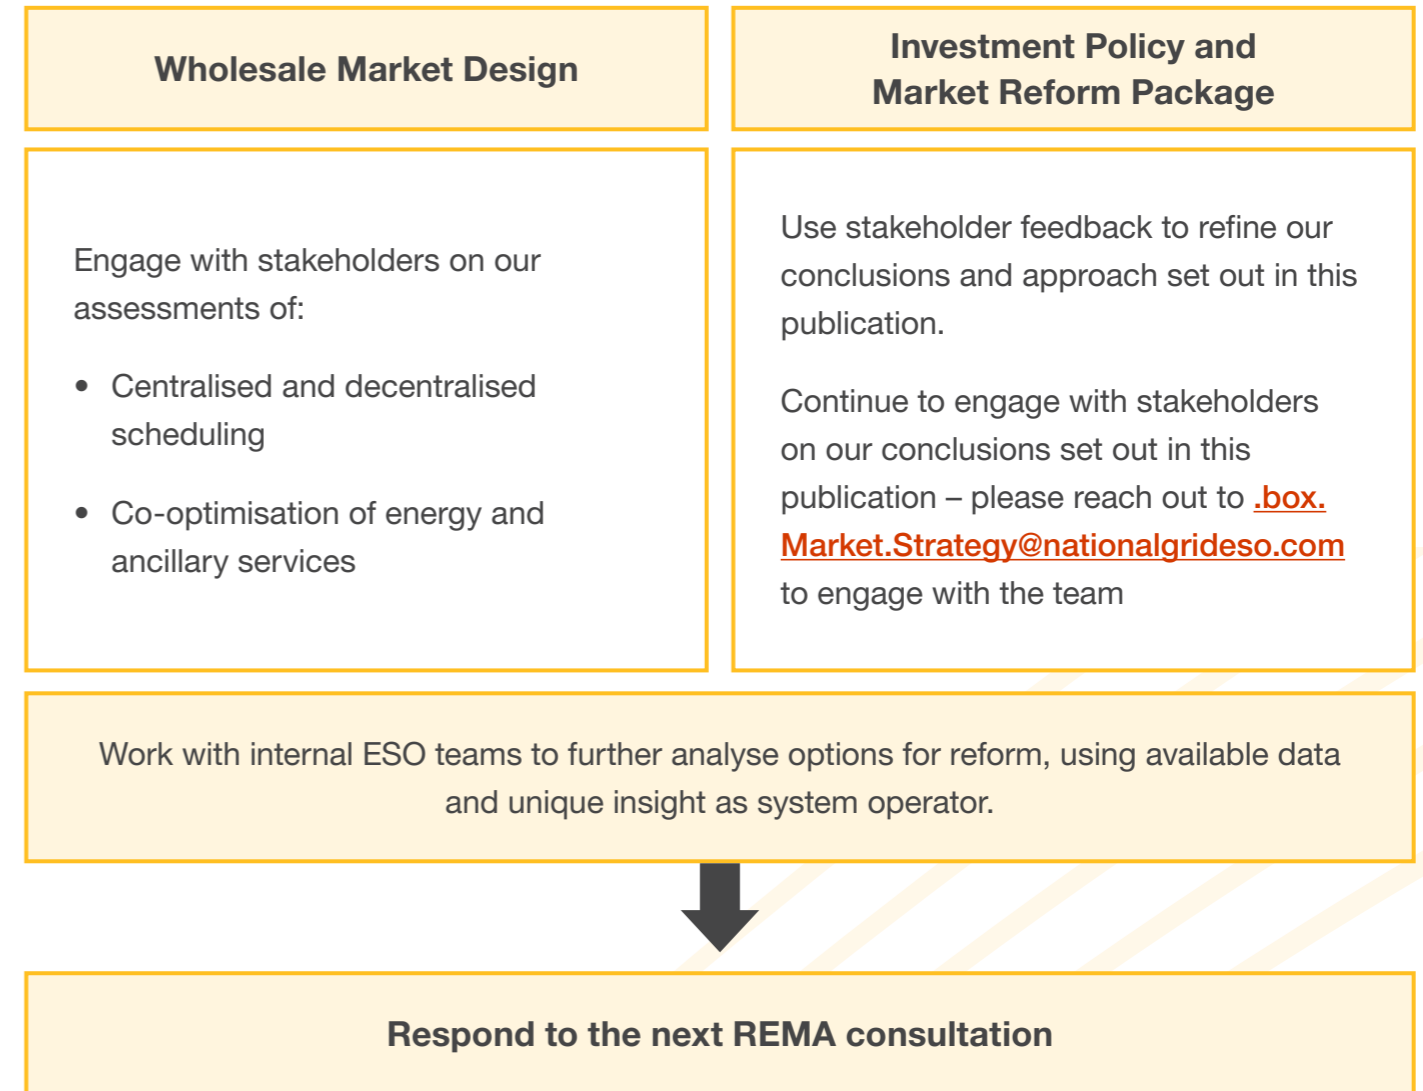 Wholesale Market Design
Investment Policy and
Market Reform Package
Engage with stakeholders on our
assessments of:
• Centralised and decentralised
scheduling
• Co-optimisation of energy and
ancillary services
Use stakeholder feedback to refine our
conclusions and approach set out in this
publication.
Continue to engage with stakeholders
on our conclusions set out in this
publication – please reach out to .box.
Market.Strategy@nationalgrideso.com
to engage with the team
Work with internal ESO teams to further analyse options for reform, using available data
and unique insight as system operator.
Respond to the next REMA consultation